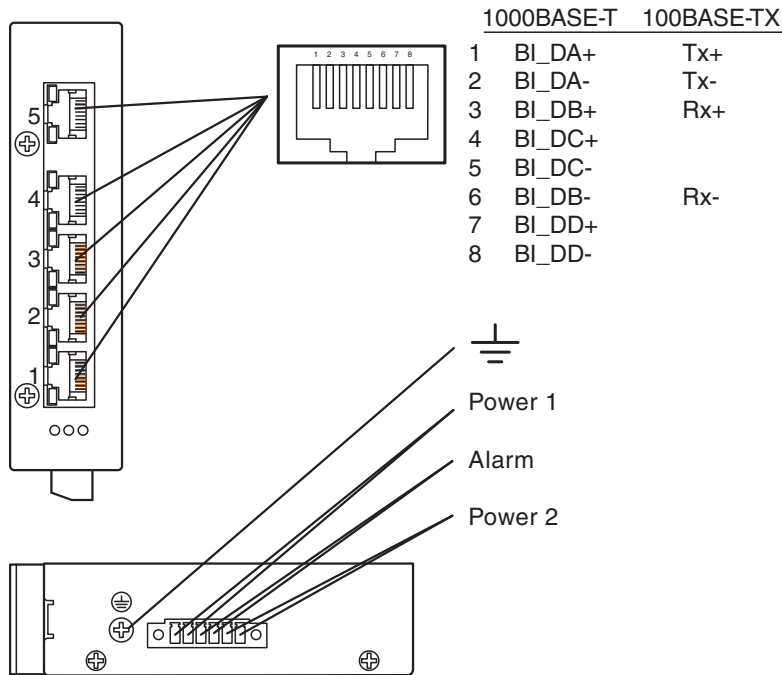 1000BASE-T 100BASE-TX
1 BI_DA+ Tx+
2 BI_DA- Tx-
3 BI_DB+ Rx+
4 BI_DC+
5 BI_DC-
6 BI_DB- Rx-
7 BI_DD+
8 BI_DD-
1 2 3 4 5 6 7 8
5
4
3
2
1
Power 1
Alarm
Power 2